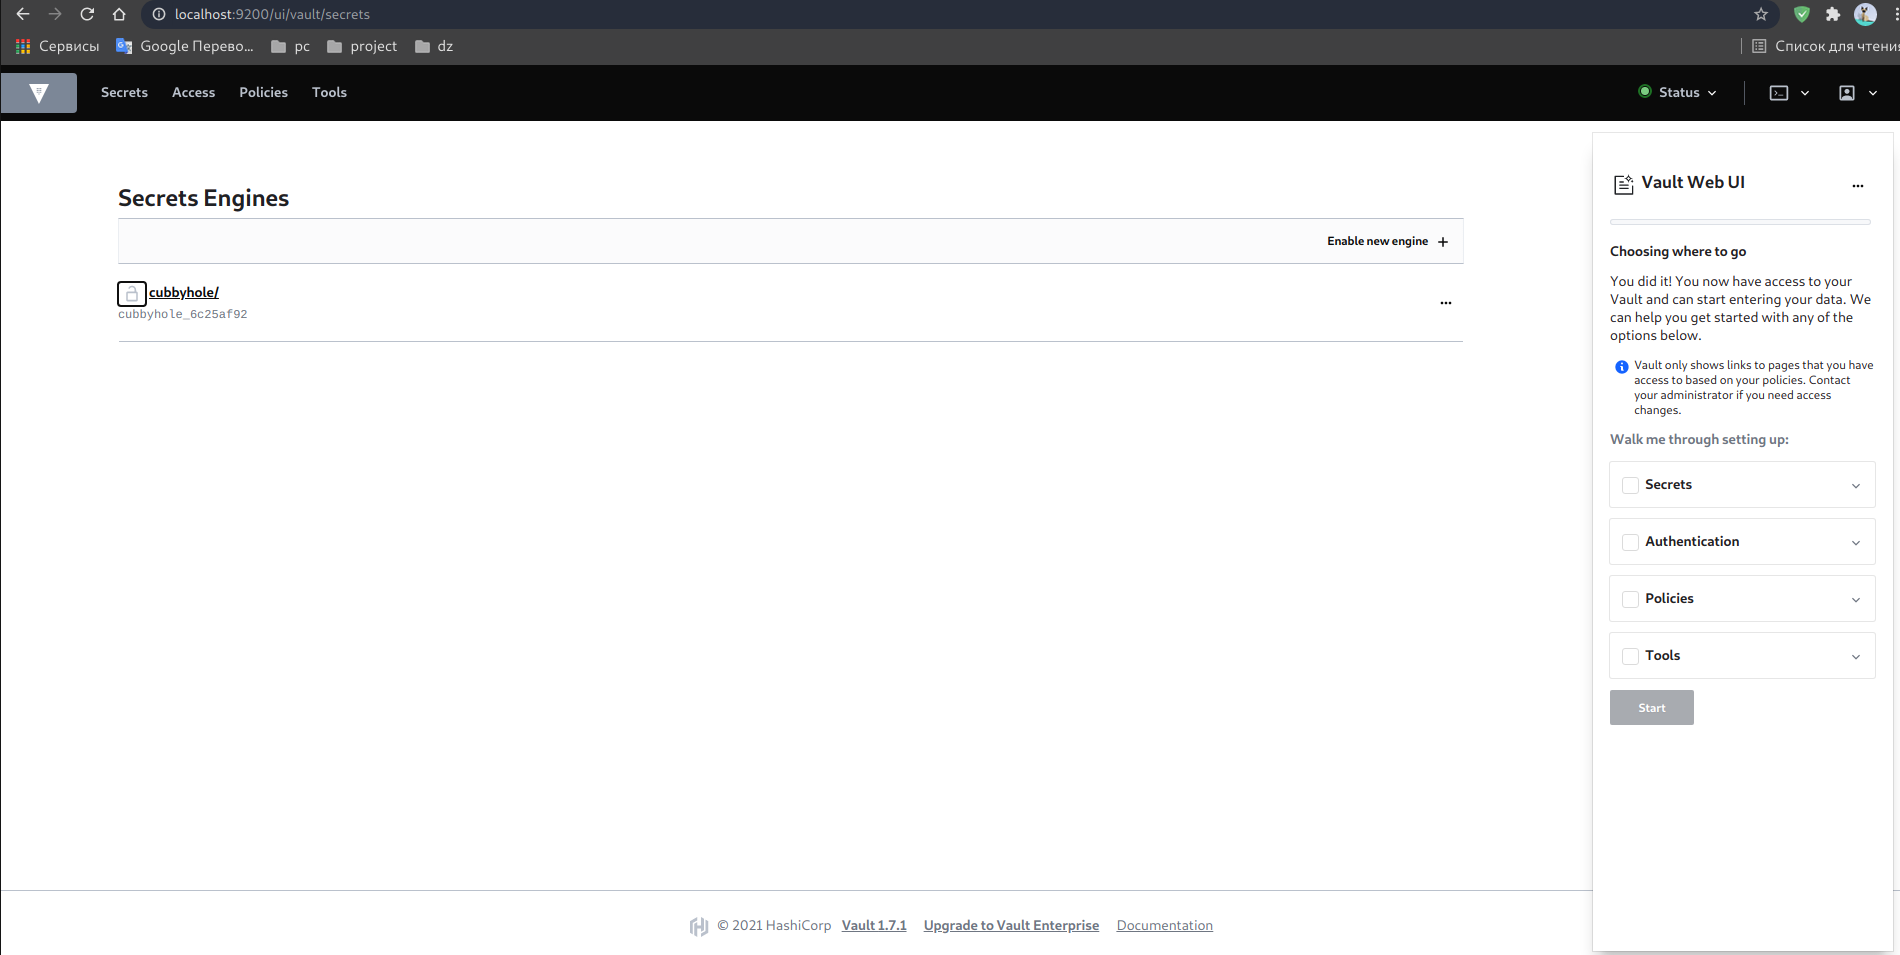 localhost:9200/ui/vault/secrets
Сервисы Google Перево... pc project dz Список для чтения
Secrets Access Policies Tools Status
Secrets Engines
Enable new engine +
cubbyhole/
cubbyhole_6c25af92
Vault Web UI
Choosing where to go
You did it! You now have access to your
Vault and can start entering your data. We
can help you get started with any of the
options below.
Vault only shows links to pages that you have
access to based on your policies. Contact
your administrator if you need access
changes.
Walk me through setting up:
Secrets
Authentication
Policies
Tools
Start
© 2021 HashiCorp Vault 1.7.1 Upgrade to Vault Enterprise Documentation